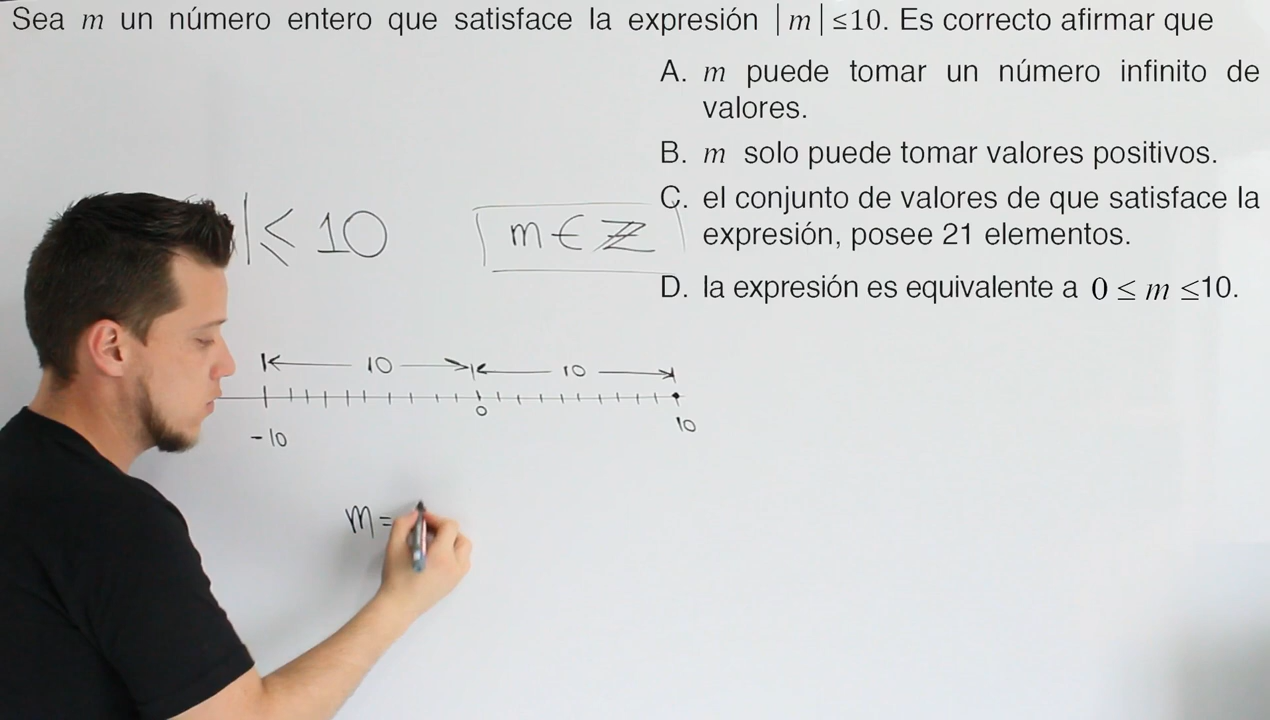 Sea m un número entero que satisface la expresión |m| ≤10. Es correcto afirmar que
A. m puede tomar un número infinito de
valores.
B. m solo puede tomar valores positivos.
C. el conjunto de valores de que satisface la
expresión, posee 21 elementos.
D. la expresión es equivalente a 0 ≤ m ≤10.
| ≤ 10
m ∈ ℤ
10 10
0
-10 10
m=